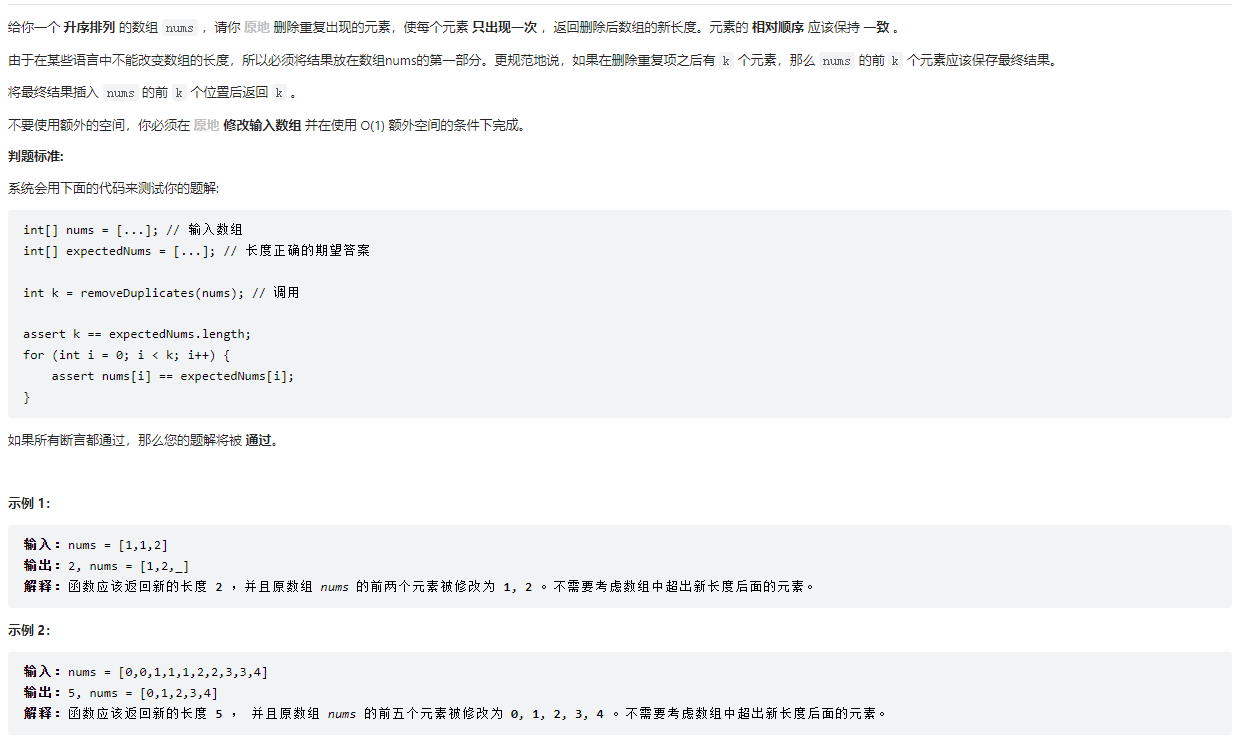 给你一个 升序排列 的数组 nums ，请你 原地 删除重复出现的元素，使每个元素 只出现一次 ，返回删除后数组的新长度。元素的 相对顺序 应该保持 一致 。
由于在某些语言中不能改变数组的长度，所以必须将结果放在数组nums的第一部分。更规范地说，如果在删除重复项之后有 k 个元素，那么 nums 的前 k 个元素应该保存最终结果。
将最终结果插入 nums 的前 k 个位置后返回 k 。
不要使用额外的空间，你必须在 原地 修改输入数组 并在使用 O(1) 额外空间的条件下完成。
判题标准:
系统会用下面的代码来测试你的题解:
int[] nums = [...]; // 输入数组
int[] expectedNums = [...]; // 长度正确的期望答案
int k = removeDuplicates(nums); // 调用
assert k == expectedNums.length;
for (int i = 0; i < k; i++) {
    assert nums[i] == expectedNums[i];
}
如果所有断言都通过，那么您的题解将被 通过。
示例 1：
输入：nums = [1,1,2]
输出：2, nums = [1,2,_]
解释：函数应该返回新的长度 2 ，并且原数组 nums 的前两个元素被修改为 1, 2 。不需要考虑数组中超出新长度后面的元素。
示例 2：
输入：nums = [0,0,1,1,1,2,2,3,3,4]
输出：5, nums = [0,1,2,3,4]
解释：函数应该返回新的长度 5 ， 并且原数组 nums 的前五个元素被修改为 0, 1, 2, 3, 4 。不需要考虑数组中超出新长度后面的元素。